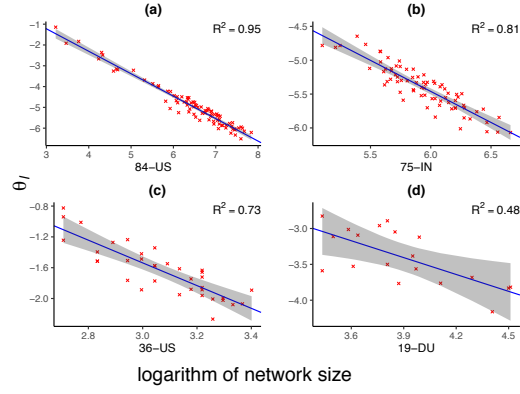 (a)
R² = 0.95
-1
-2
-3
-4
-5
-6
3 4 5 6 7 8
84−US
(b)
R² = 0.81
-4.5
-5.0
-5.5
-6.0
5.5 6.0 6.5
75−IN
θl
(c)
R² = 0.73
-0.8
-1.2
-1.6
-2.0
2.8 3.0 3.2 3.4
36−US
(d)
R² = 0.48
-3.0
-3.5
-4.0
3.6 3.9 4.2 4.5
19−DU
logarithm of network size